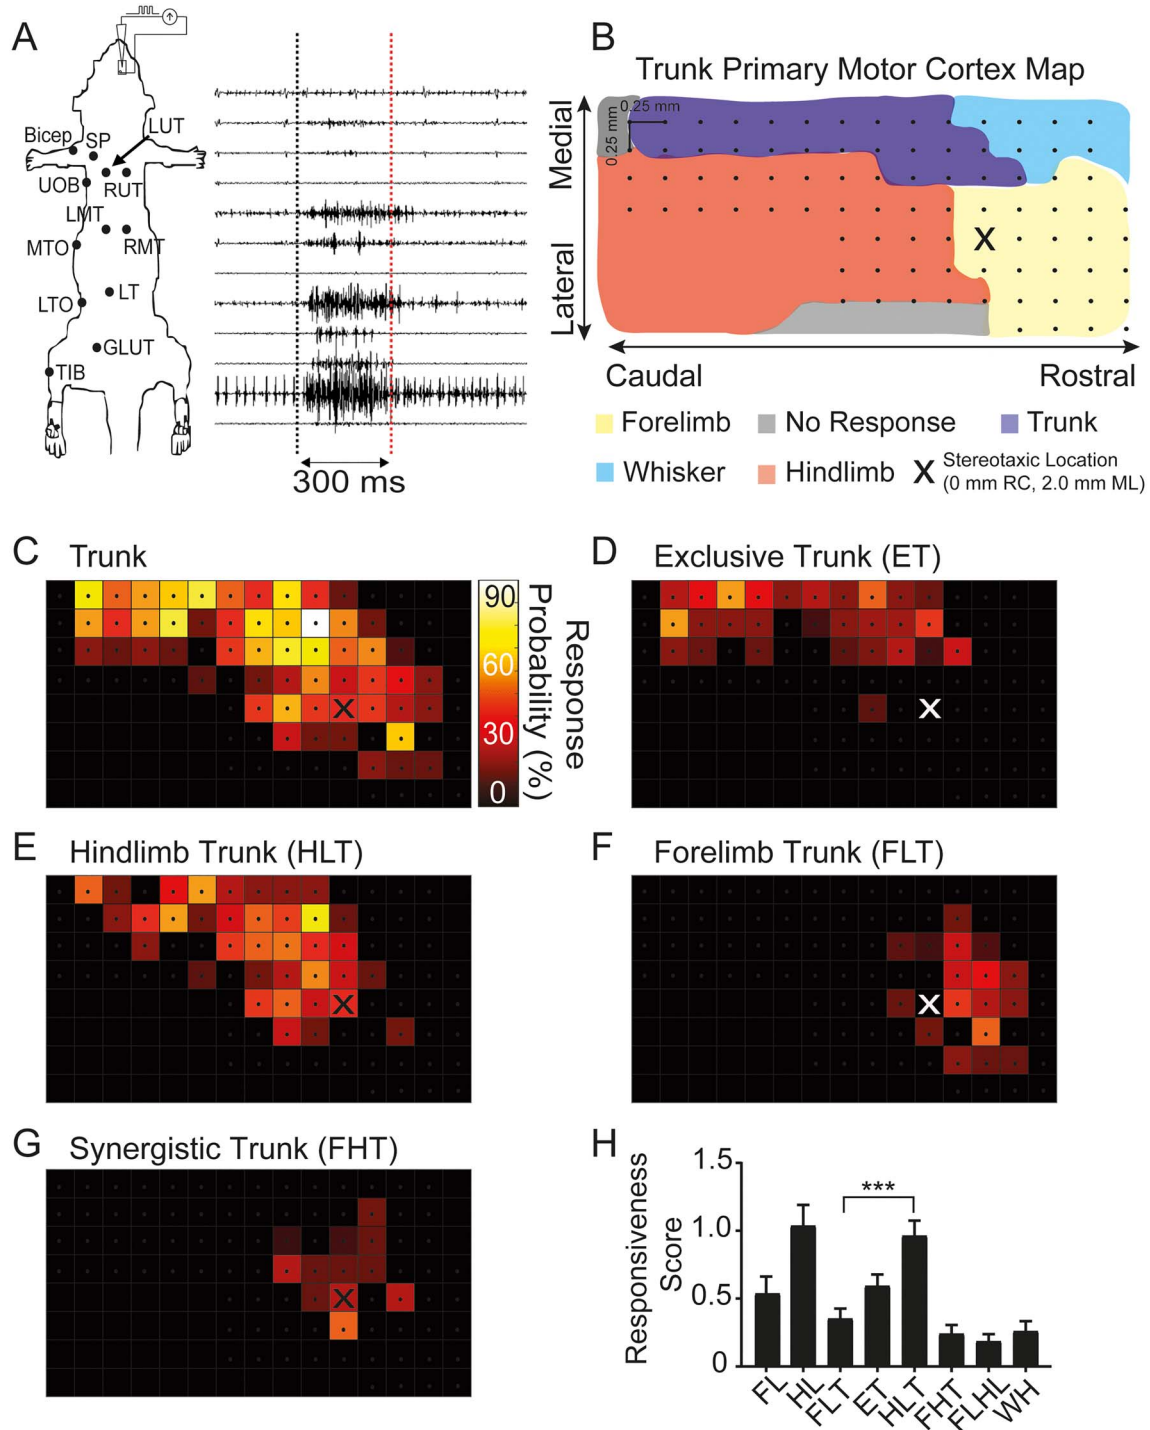 A
Bicep
SP
LUT
UOB
RUT
LMT
MTO
RMT
LT
LTO
GLUT
TIB
300 ms
B
Trunk Primary Motor Cortex Map
Medial
Lateral
0.25 mm
0.25 mm
X
Caudal
Rostral
Forelimb
No Response
Trunk
Whisker
Hindlimb
X Stereotaxic Location
(0 mm RC, 2.0 mm ML)
C Trunk
X
90
60
30
0
Response
Probability (%)
D Exclusive Trunk (ET)
X
E Hindlimb Trunk (HLT)
X
F Forelimb Trunk (FLT)
X
G Synergistic Trunk (FHT)
X
H
Responsiveness
Score
1.5
1.0
0.5
0
***
FL
HL
FLT
ET
HLT
FHT
FLHL
WH